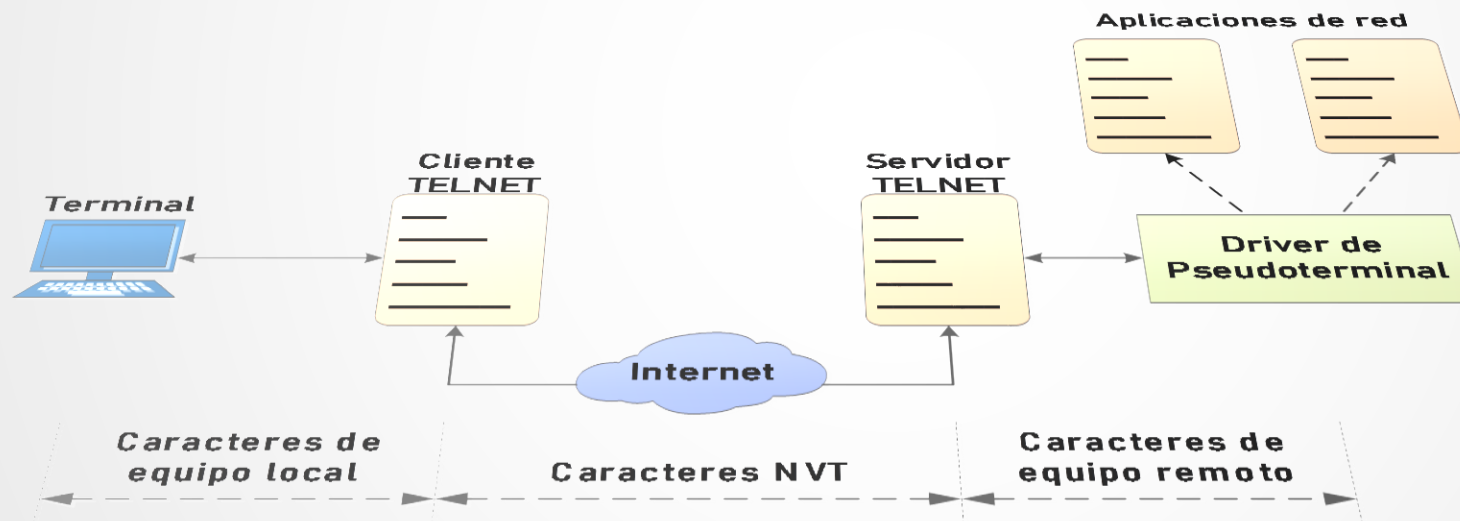 Aplicaciones de red
Cliente
TELNET
Servidor
TELNET
Terminal
Driver de
Pseudoterminal
Internet
Caracteres de
equipo local
Caracteres NVT
Caracteres de
equipo remoto